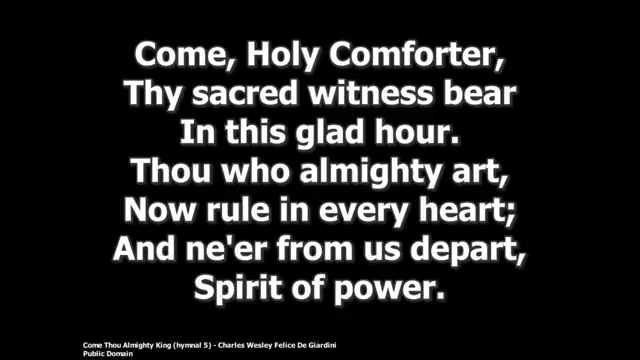 Come, Holy Comforter,
Thy sacred witness bear
In this glad hour.
Thou who almighty art,
Now rule in every heart;
And ne'er from us depart,
Spirit of power.
Come Thou Almighty King (hymnal 5) - Charles Wesley Felice De Giardini
Public Domain